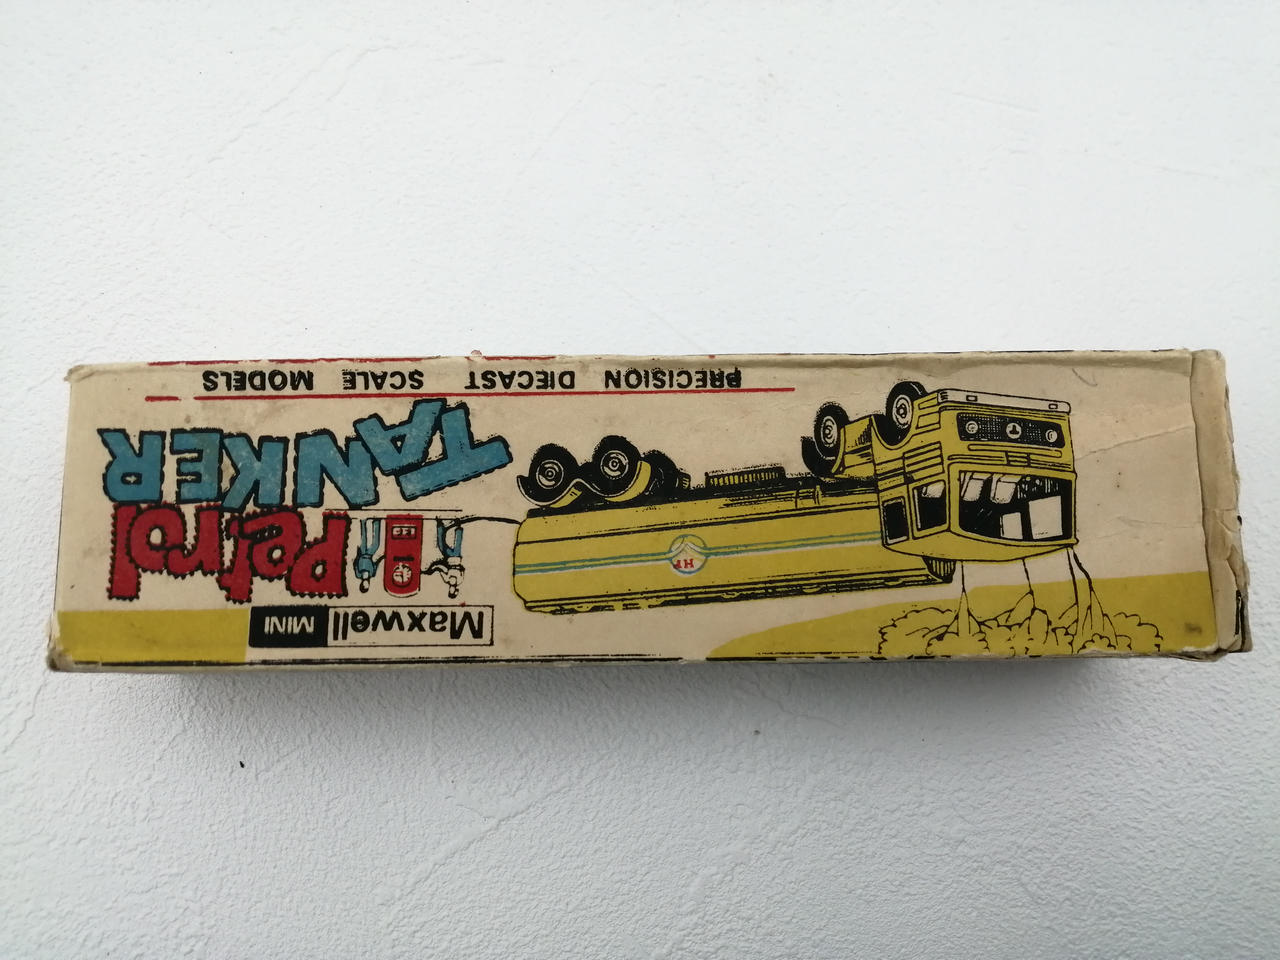 Maxwell MINI
Petrol
TANKER
PRECISION DIECAST SCALE MODELS
HP